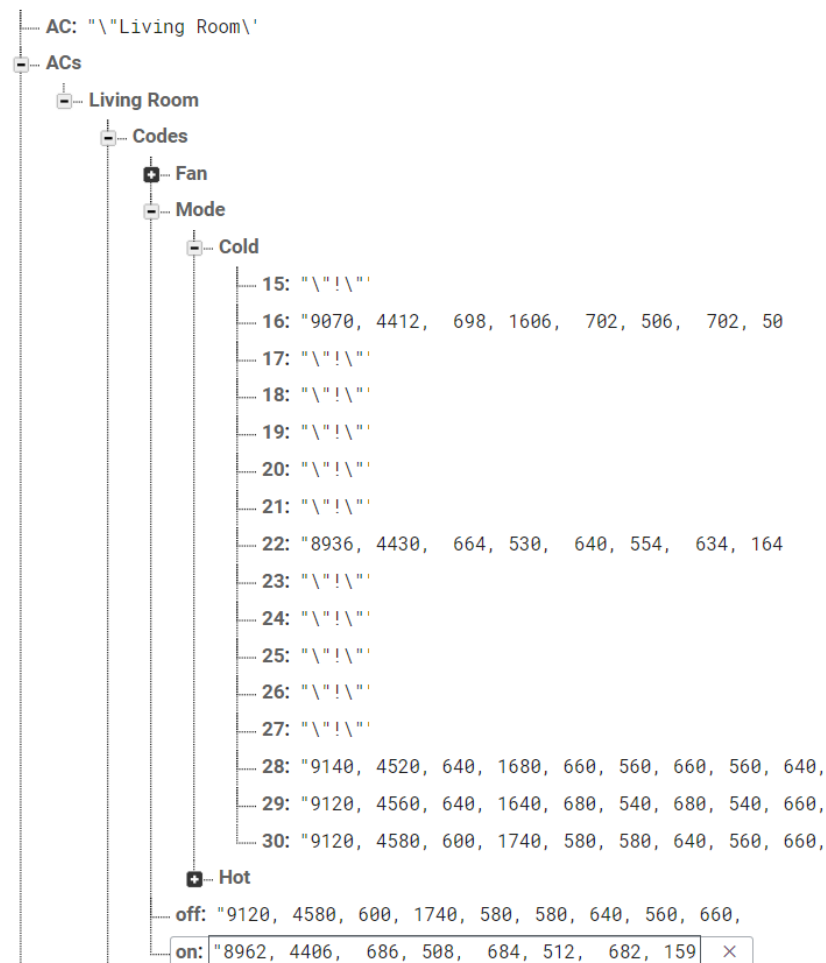 AC: "\"Living Room\'
ACs
Living Room
Codes
Fan
Mode
Cold
15: "\"!\"'
16: "9070, 4412,  698, 1606,  702, 506,  702, 50
17: "\"!\"'
18: "\"!\"'
19: "\"!\"'
20: "\"!\"'
21: "\"!\"'
22: "8936, 4430,  664, 530,  640, 554,  634, 164
23: "\"!\"'
24: "\"!\"'
25: "\"!\"'
26: "\"!\"'
27: "\"!\"'
28: "9140, 4520, 640, 1680, 660, 560, 660, 560, 640,
29: "9120, 4560, 640, 1640, 680, 540, 680, 540, 660,
30: "9120, 4580, 600, 1740, 580, 580, 640, 560, 660,
Hot
off: "9120, 4580, 600, 1740, 580, 580, 640, 560, 660,
on: "8962, 4406,  686, 508,  684, 512,  682, 159 ×